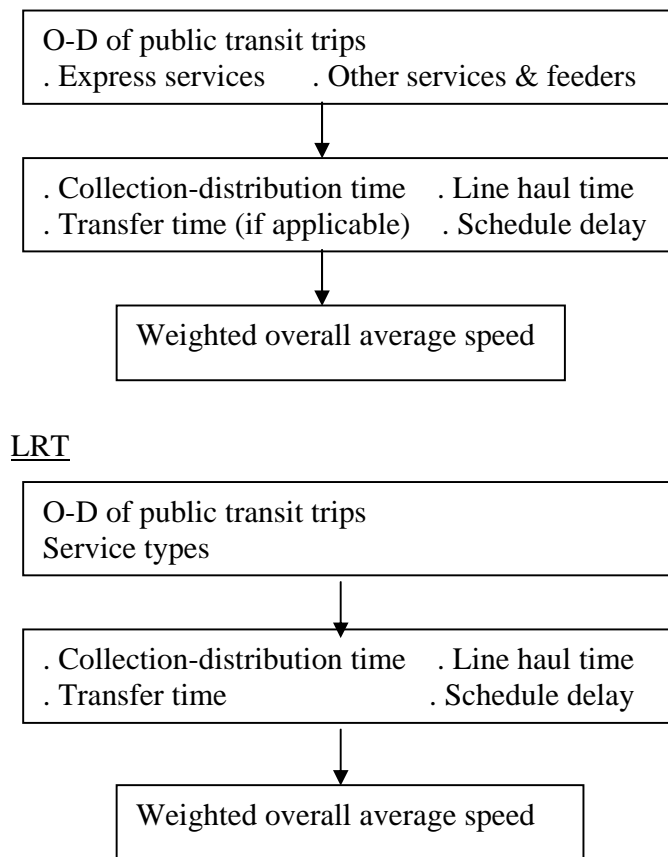 O-D of public transit trips
. Express services . Other services & feeders
. Collection-distribution time . Line haul time
. Transfer time (if applicable) . Schedule delay
Weighted overall average speed
LRT
O-D of public transit trips
Service types
. Collection-distribution time . Line haul time
. Transfer time . Schedule delay
Weighted overall average speed